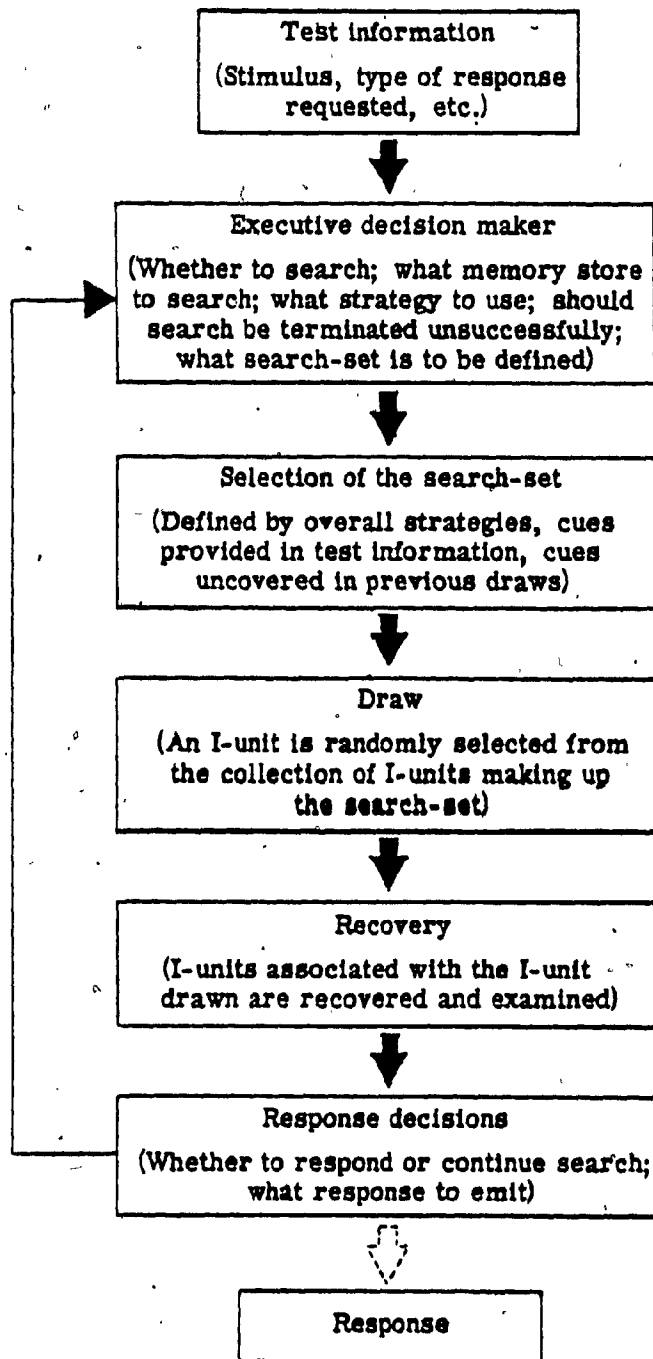 Test information
(Stimulus, type of response
requested, etc.)
Executive decision maker
(Whether to search; what memory store
to search; what strategy to use; should
search be terminated unsuccessfully;
what search-set is to be defined)
Selection of the search-set
(Defined by overall strategies, cues
provided in test information, cues
uncovered in previous draws)
Draw
(An I-unit is randomly selected from
the collection of I-units making up
the search-set)
Recovery
(I-units associated with the I-unit
drawn are recovered and examined)
Response decisions
(Whether to respond or continue search;
what response to emit)
Response